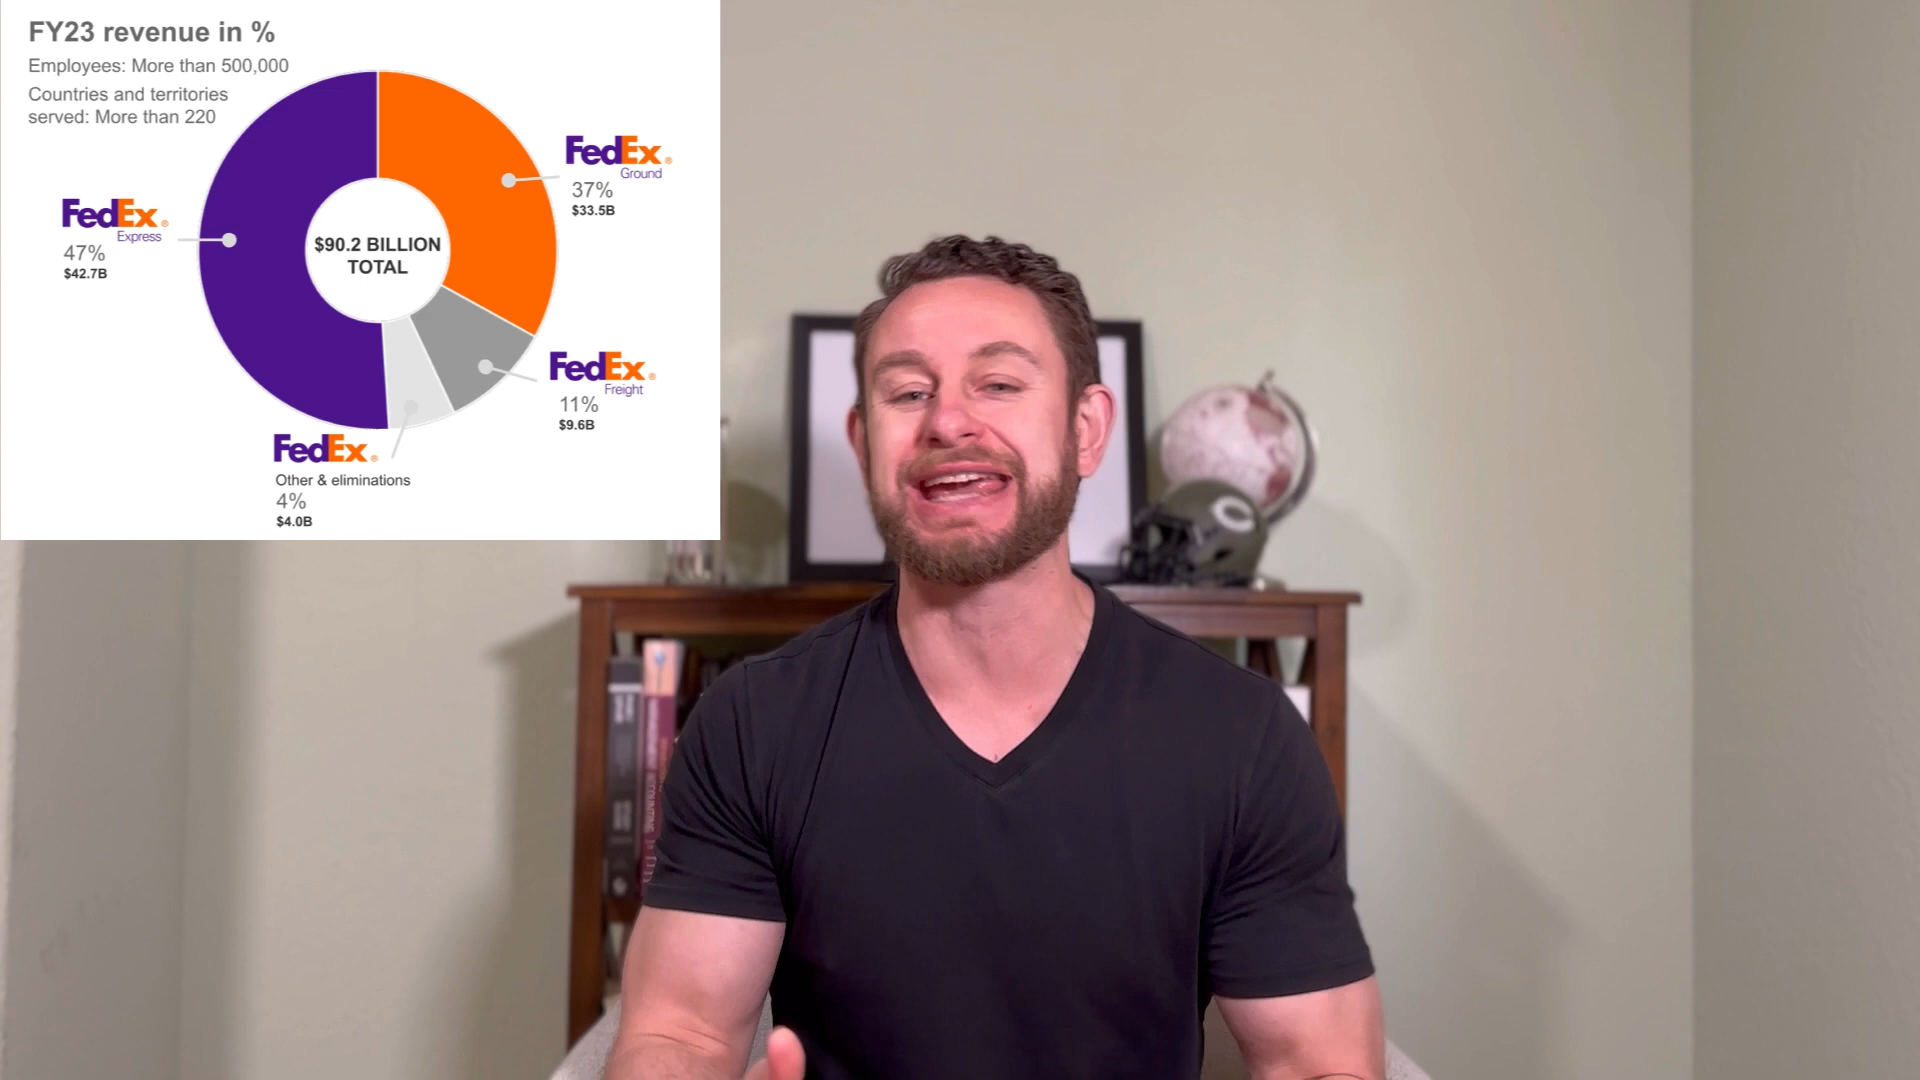 FY23 revenue in %
Employees: More than 500,000
Countries and territories
served: More than 220
FedEx®
Ground
37%
$33.5B
FedEx®
Express
47%
$42.7B
$90.2 BILLION
TOTAL
FedEx®
Freight
11%
$9.6B
FedEx®
Other & eliminations
4%
$4.0B